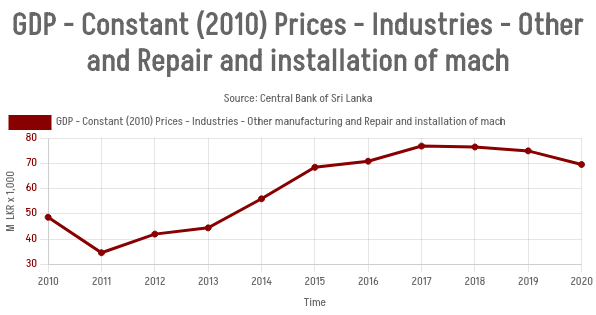 GDP - Constant (2010) Prices - Industries - Other
and Repair and installation of mach
Source: Central Bank of Sri Lanka
GDP - Constant (2010) Prices - Industries - Other manufacturing and Repair and installation of mach
80
70
60
50
40
30
M LKR x 1,000
2010 2011 2012 2013 2014 2015 2016 2017 2018 2019 2020
Time